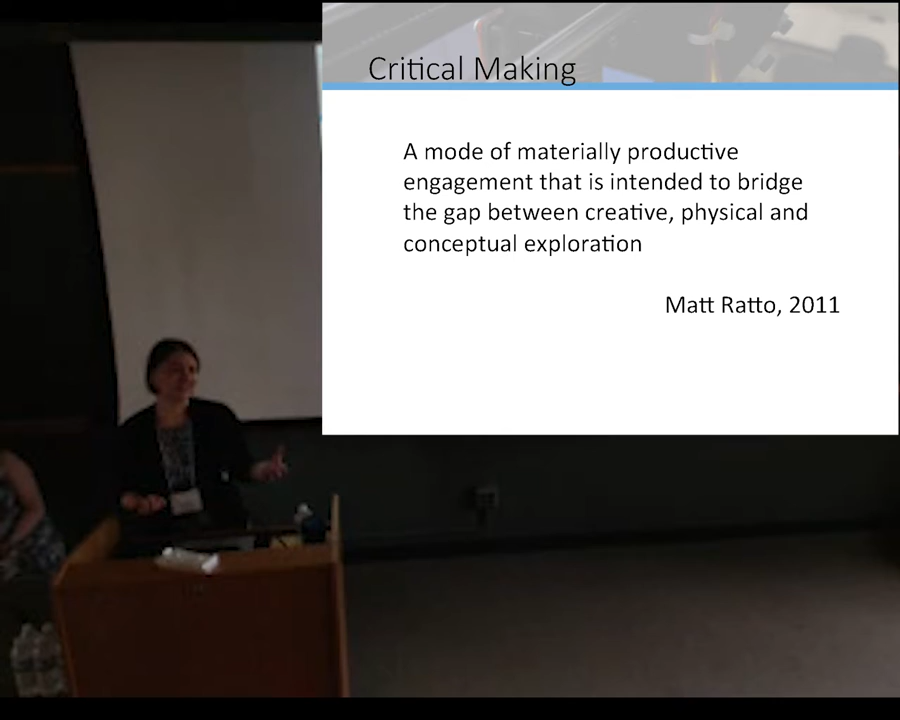 Critical Making
A mode of materially productive
engagement that is intended to bridge
the gap between creative, physical and
conceptual exploration
Matt Ratto, 2011